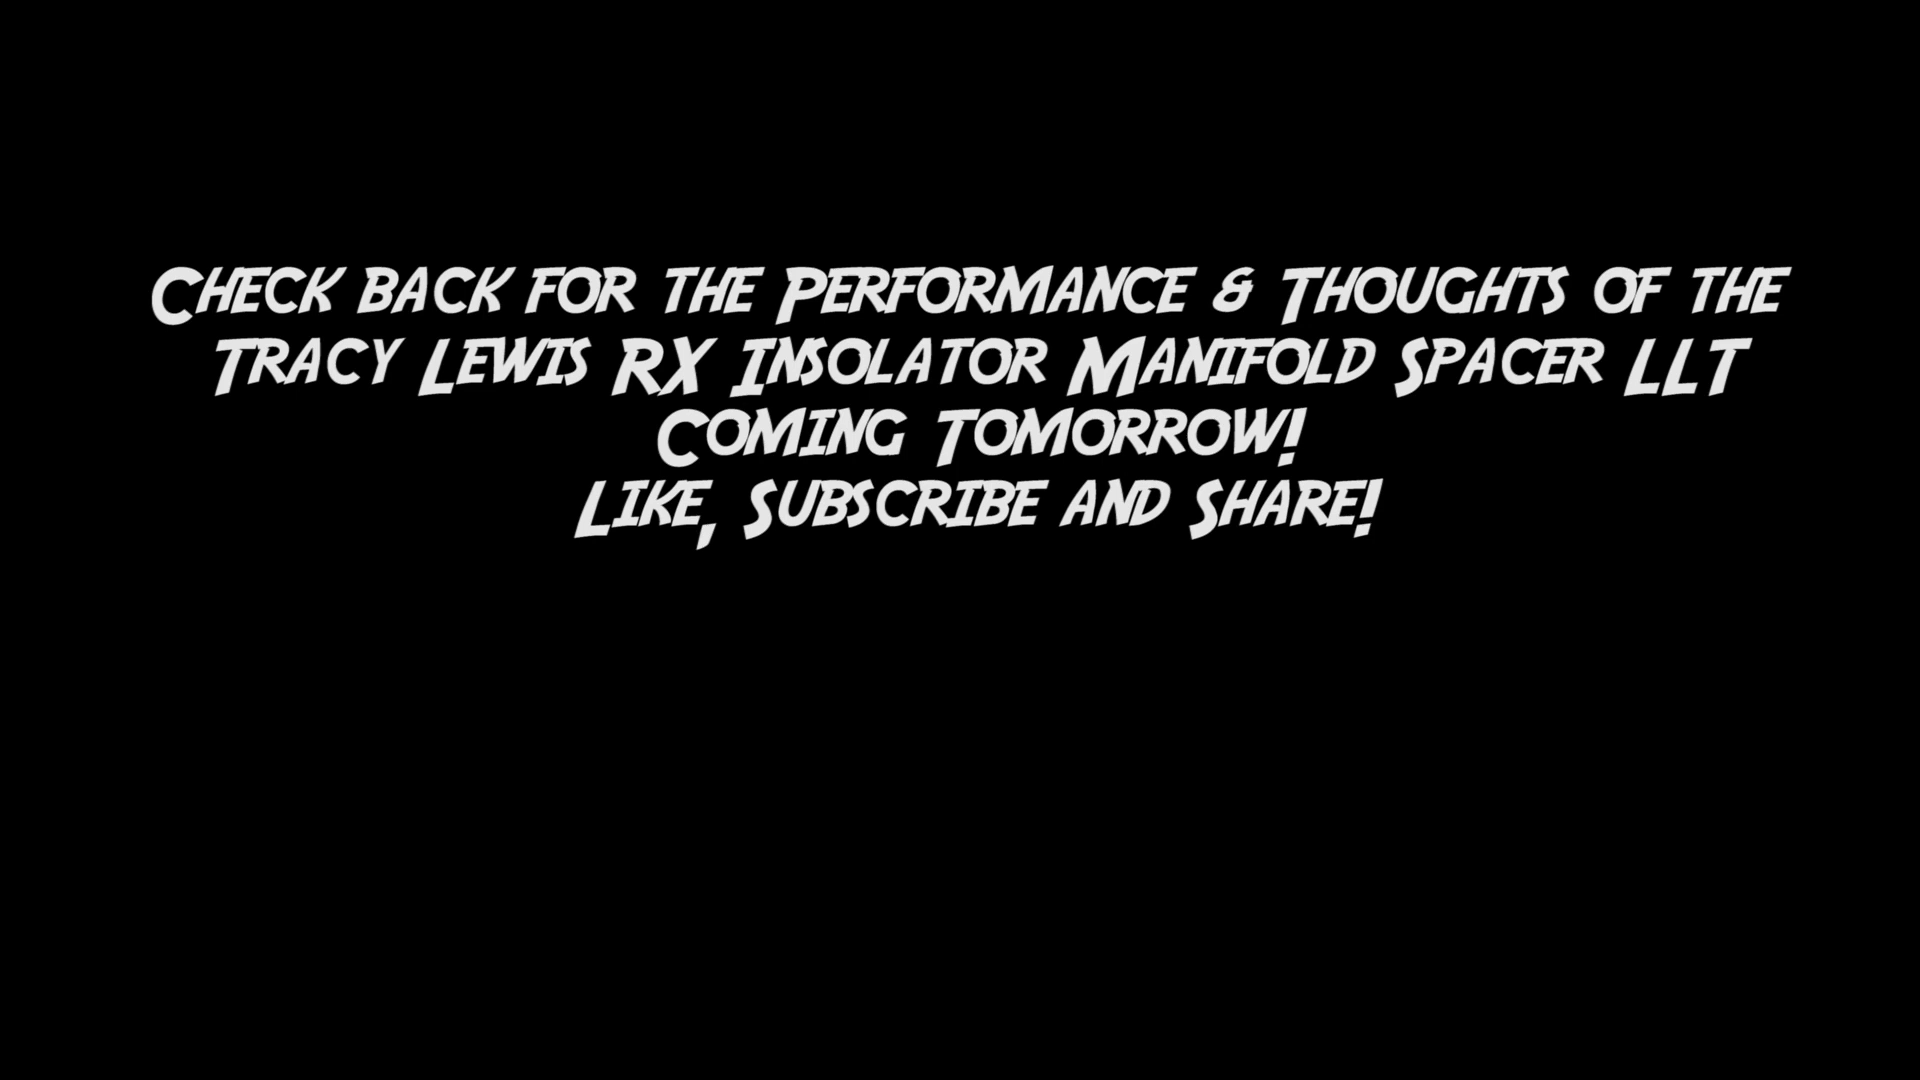 Check back for the Performance & Thoughts of the
Tracy Lewis RX Insolator Manifold Spacer LLT
Coming Tomorrow!
Like, Subscribe and Share!